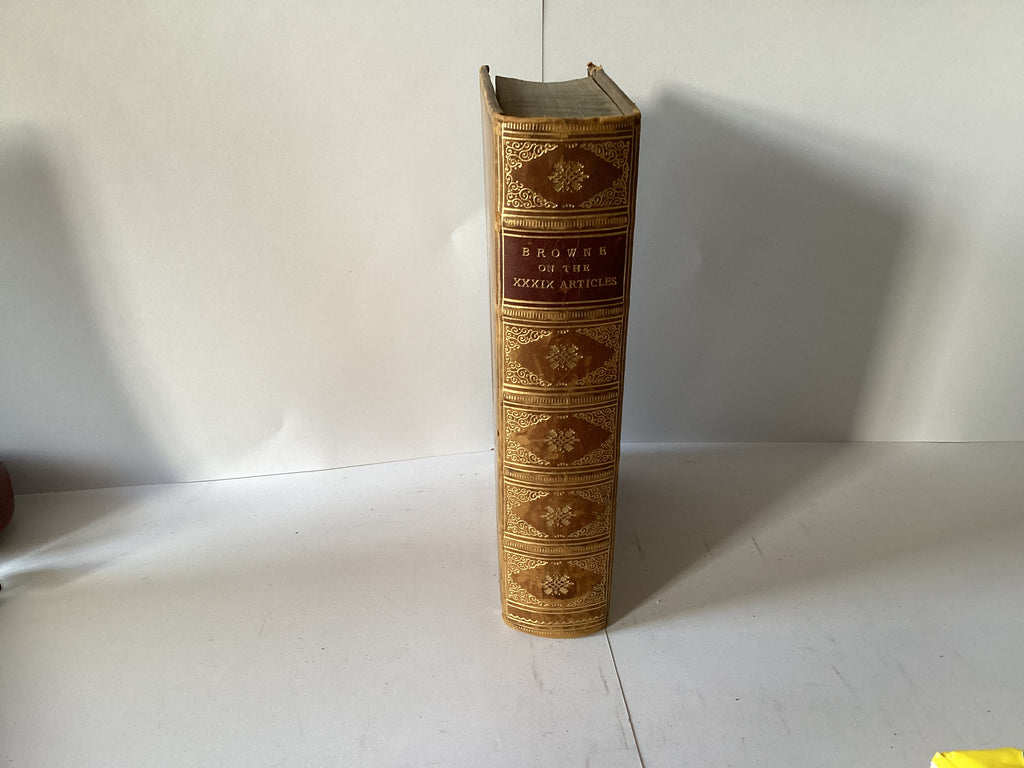 BROWNE
ON THE
XXXIX ARTICLES